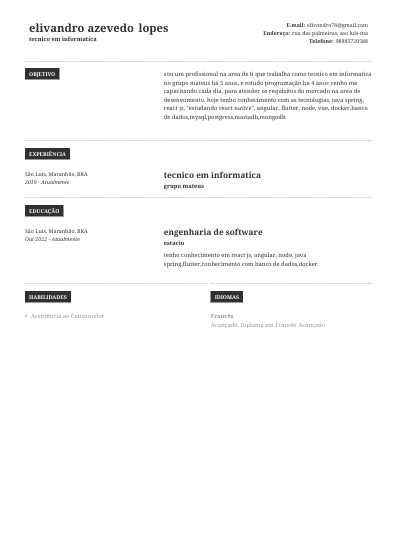 elivandro azevedo lopes
tecnico em informatica
E-mail: elivandro78@gmail.com
Endereço: rua das palmeiras, sao luis-ma
Telefone: 98985720588
OBJETIVO
sou um profissional na area de ti que trabalha como tecnico em informatica
no grupo mateus há 5 anos, e estudo programação ha 4 anos venho me
capacitando cada dia, para atender os requisitos do mercado na area de
desenvomento, hoje tenho conhecimento com as tecnologias, java spring,
react js, "estudando react native", angular, flutter, node, vue, docker,banco
de dados,mysql,postgress,mariadb,mongodb
EXPERIÊNCIA
São Luis, Maranhão, BRA
2019 - Atualmente
tecnico em informatica
grupo mateus
EDUCAÇÃO
São Luis, Maranhão, BRA
Out 2022 - Atualmente
engenharia de software
estacio
tenho conhecimento em react js, angular, node, java
spring,flutter,conhecimento com banco de dados,docker
HABILIDADES
• Assistência ao Consumidor
IDIOMAS
Francês
Avançado. Diploma em Francês Avançado